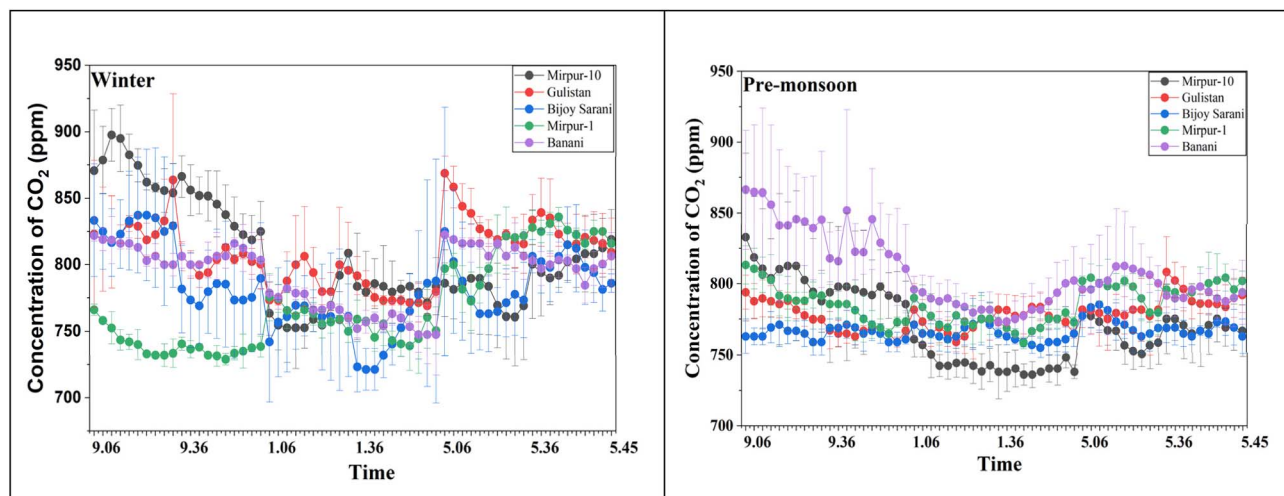 Winter
Mirpur-10
Gulistan
Bijoy Sarani
Mirpur-1
Banani
Concentration of CO₂ (ppm)
950
900
850
800
750
700
9.06 9.36 1.06 1.36 5.06 5.36 5.45
Time
Pre-monsoon
Mirpur-10
Gulistan
Bijoy Sarani
Mirpur-1
Banani
Concentration of CO₂ (ppm)
950
900
850
800
750
700
9.06 9.36 1.06 1.36 5.06 5.36 5.45
Time